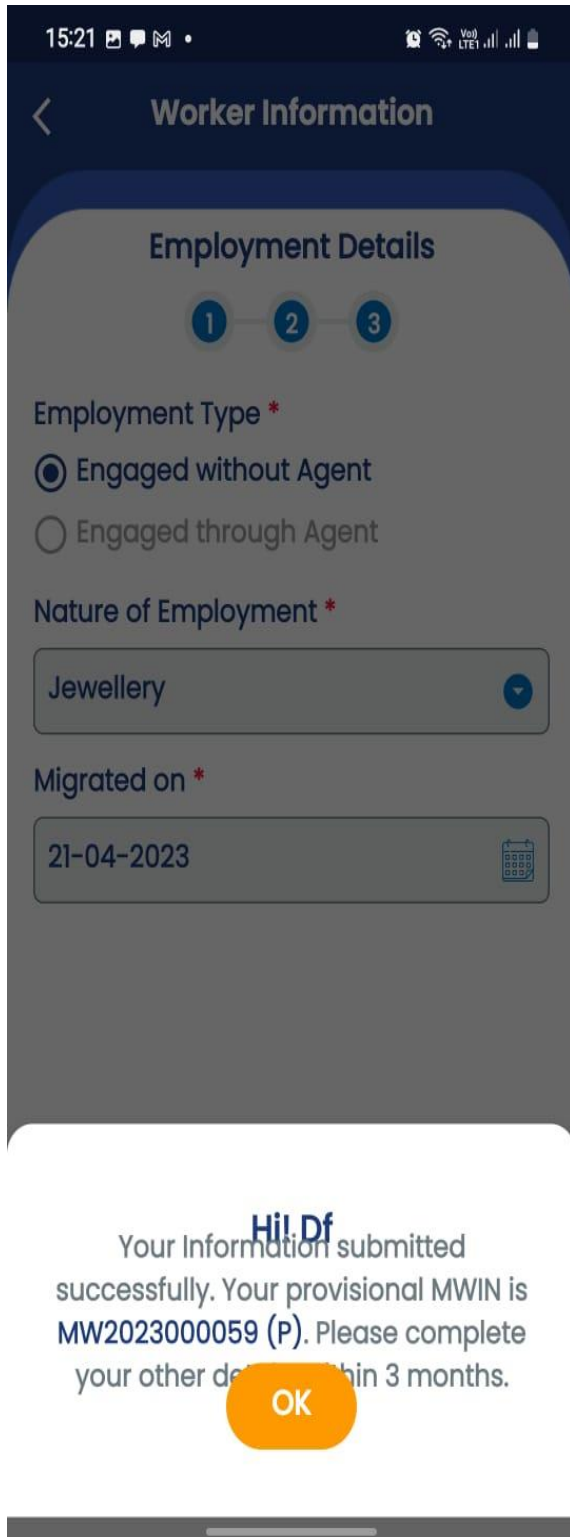 15:21
Vo)) LTE1
Worker Information
Employment Details
1 2 3
Employment Type *
Engaged without Agent
Engaged through Agent
Nature of Employment *
Jewellery
Migrated on *
21-04-2023
Hi! Df
Your Information submitted
successfully. Your provisional MWIN is
MW2023000059 (P). Please complete
your other 3 months.
OK